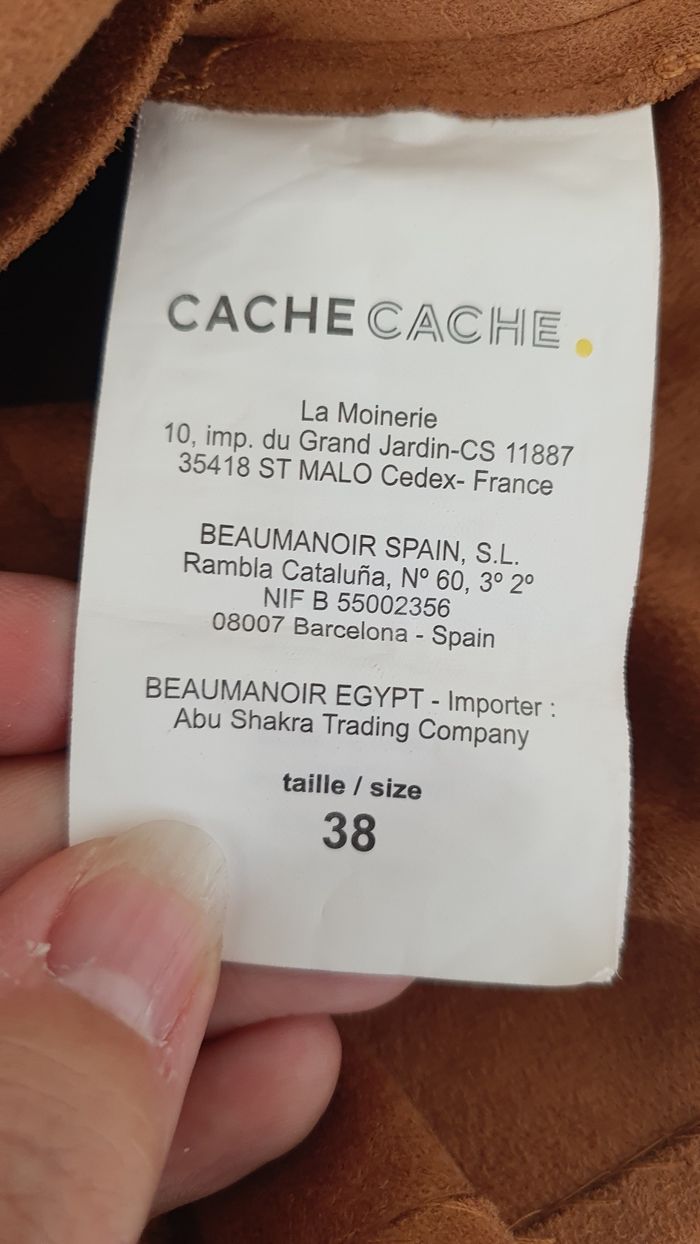 CACHE CACHE.
La Moinerie
10, imp. du Grand Jardin-CS 11887
35418 ST MALO Cedex- France
BEAUMANOIR SPAIN, S.L.
Rambla Cataluña, Nº 60, 3º 2º
NIF B 55002356
08007 Barcelona - Spain
BEAUMANOIR EGYPT - Importer :
Abu Shakra Trading Company
taille / size
38